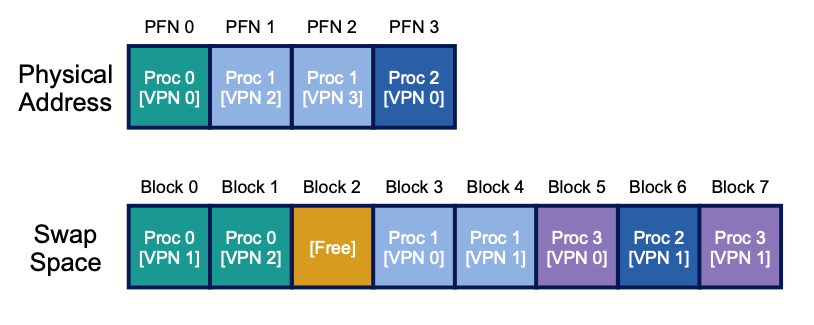 PFN 0 PFN 1 PFN 2 PFN 3
Physical
Address
Proc 0 Proc 1 Proc 1 Proc 2
[VPN 0] [VPN 2] [VPN 3] [VPN 0]
Block 0 Block 1 Block 2 Block 3 Block 4 Block 5 Block 6 Block 7
Swap
Space
Proc 0 Proc 0 [Free] Proc 1 Proc 1 Proc 3 Proc 2 Proc 3
[VPN 1] [VPN 2] [VPN 0] [VPN 1] [VPN 0] [VPN 1] [VPN 1]